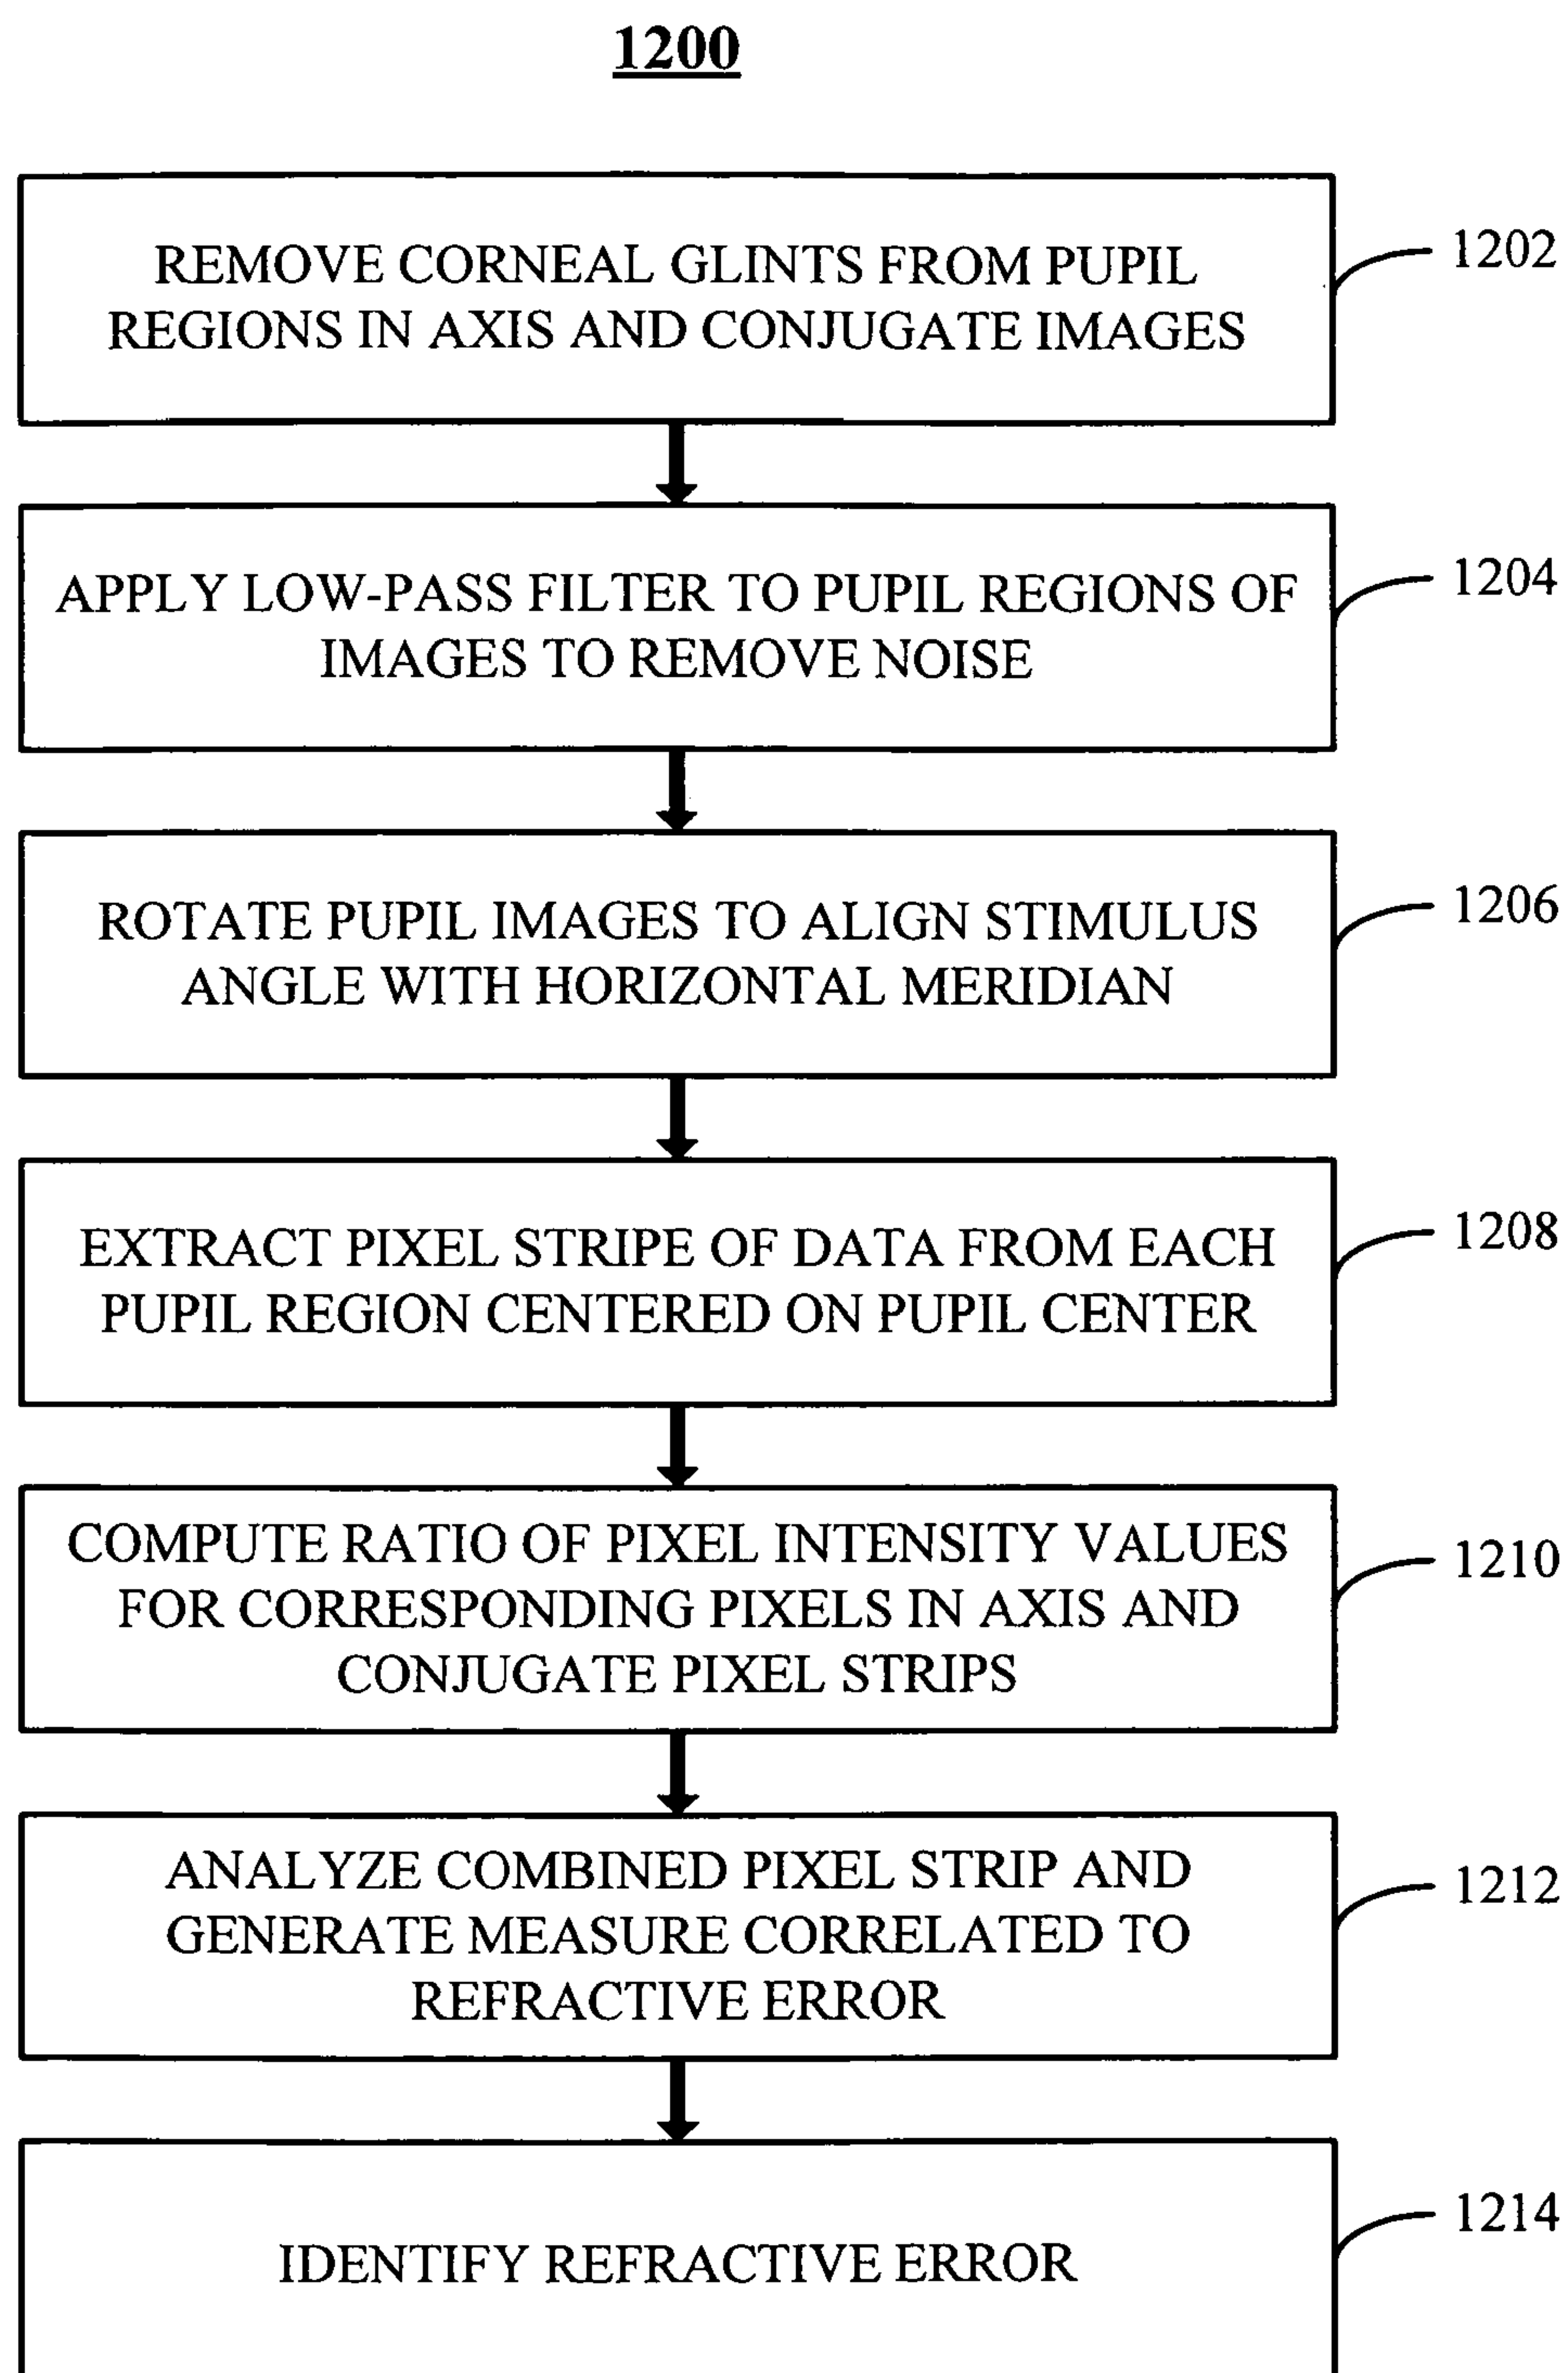 1200
REMOVE CORNEAL GLINTS FROM PUPIL
REGIONS IN AXIS AND CONJUGATE IMAGES
1202
APPLY LOW-PASS FILTER TO PUPIL REGIONS OF
IMAGES TO REMOVE NOISE
1204
ROTATE PUPIL IMAGES TO ALIGN STIMULUS
ANGLE WITH HORIZONTAL MERIDIAN
1206
EXTRACT PIXEL STRIPE OF DATA FROM EACH
PUPIL REGION CENTERED ON PUPIL CENTER
1208
COMPUTE RATIO OF PIXEL INTENSITY VALUES
FOR CORRESPONDING PIXELS IN AXIS AND
CONJUGATE PIXEL STRIPS
1210
ANALYZE COMBINED PIXEL STRIP AND
GENERATE MEASURE CORRELATED TO
REFRACTIVE ERROR
1212
IDENTIFY REFRACTIVE ERROR
1214